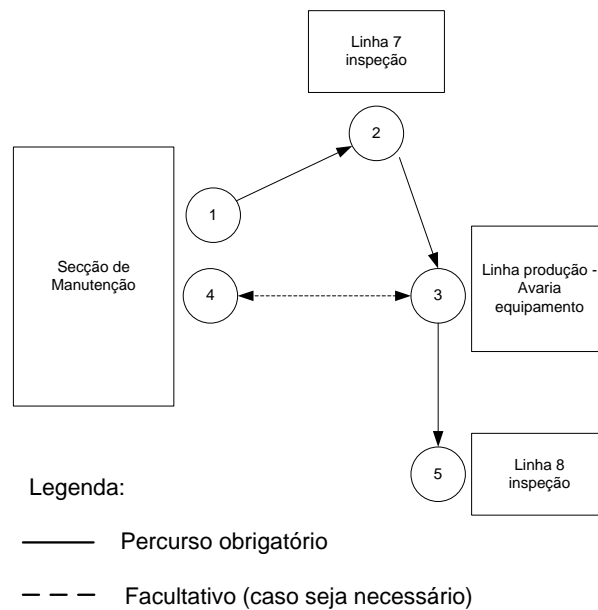 Linha 7
inspeção
2
1
Secção de
Manutenção
4
3
Linha produção -
Avaria
equipamento
5
Linha 8
inspeção
Legenda:
Percurso obrigatório
Facultativo (caso seja necessário)